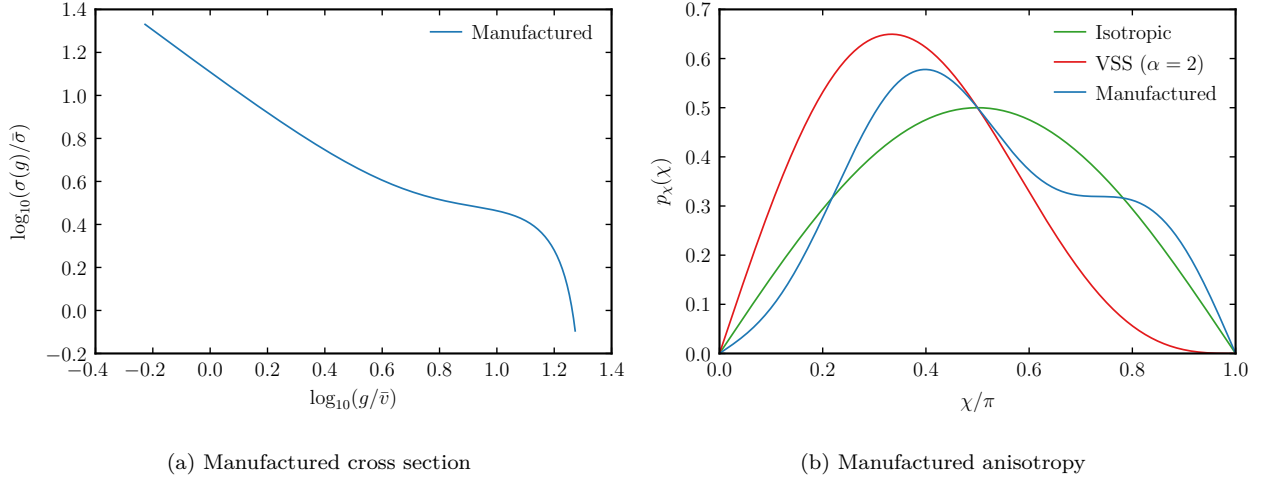 1.4
1.2
1.0
0.8
0.6
0.4
0.2
0.0
−0.2
−0.4 −0.2 0.0 0.2 0.4 0.6 0.8 1.0 1.2 1.4
log₁₀(σ(g)/σ̄)
log₁₀(g/v̄)
Manufactured
(a) Manufactured cross section
0.7
0.6
0.5
0.4
0.3
0.2
0.1
0.0
0.0 0.2 0.4 0.6 0.8 1.0
p_χ(χ)
χ/π
Isotropic
VSS (α = 2)
Manufactured
(b) Manufactured anisotropy